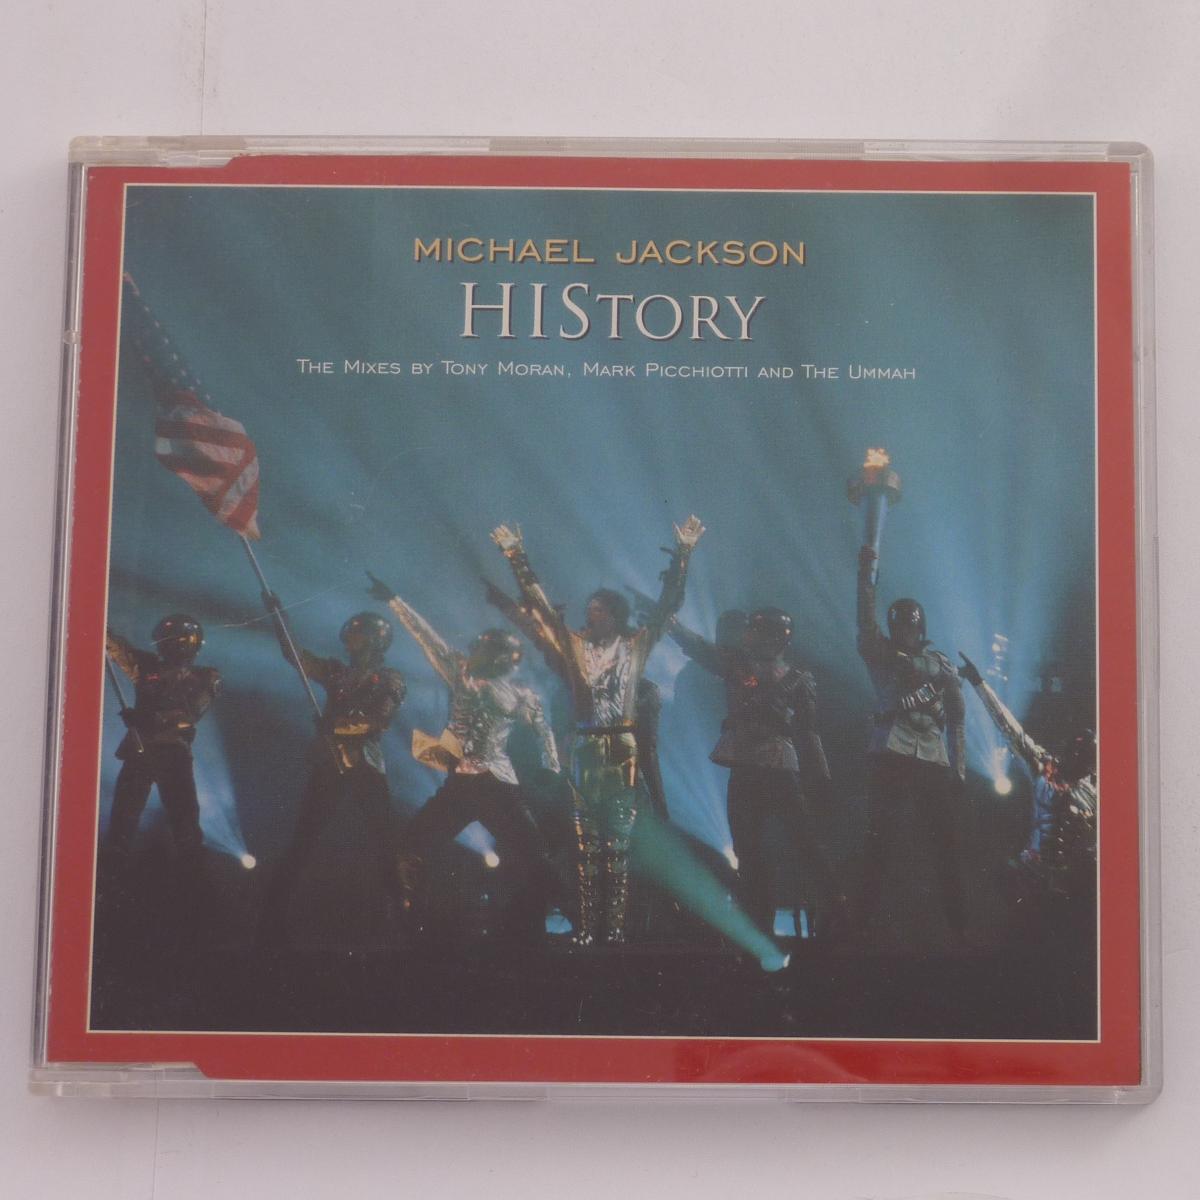 MICHAEL JACKSON
HISTORY
THE MIXES BY TONY MORAN, MARK PICCHIOTTI AND THE UMMAH